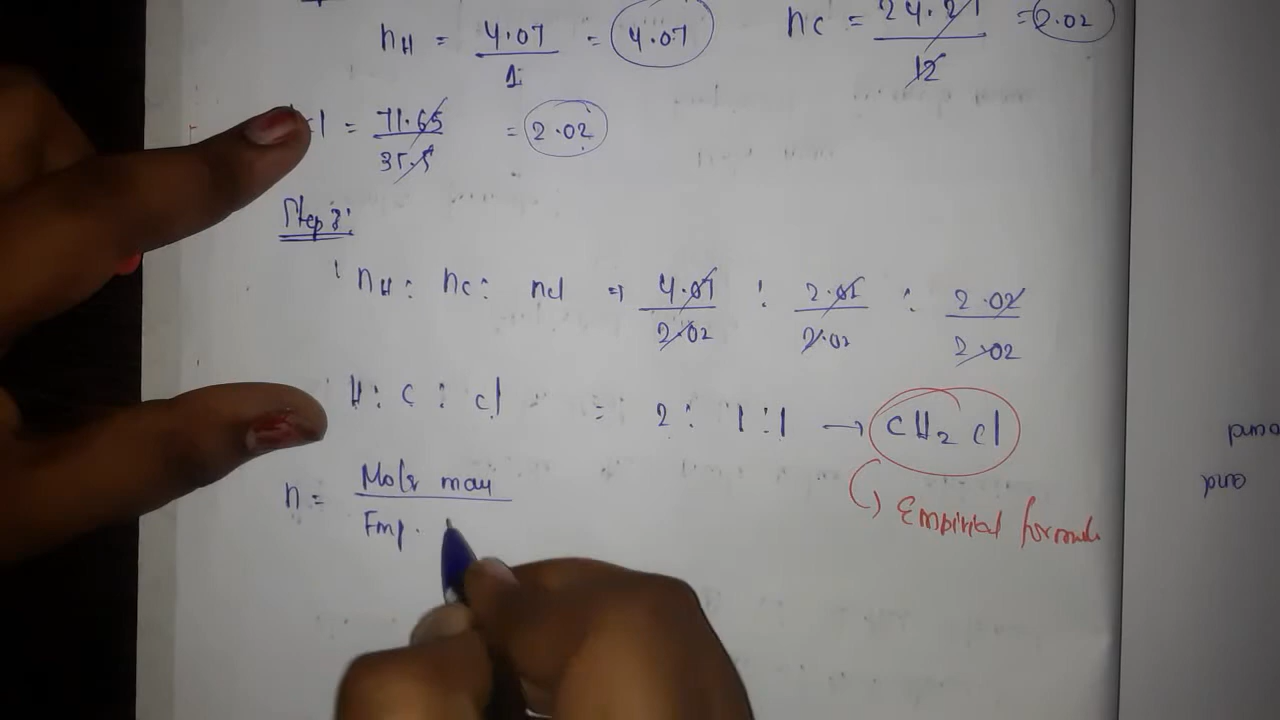 nH = 4.07 / 1 = 4.07 nC = 24.21 / 12 = 2.02
l = 71.65 / 35.5 = 2.02
Step 3:
nH : nC : ncl ⇒ 4.07 / 2.02 : 2.01 / 2.02 : 2.02 / 2.02
H : C : cl = 2 : 1 : 1 → CH2 cl
n = Molr mass / Emp.
Empirical formula